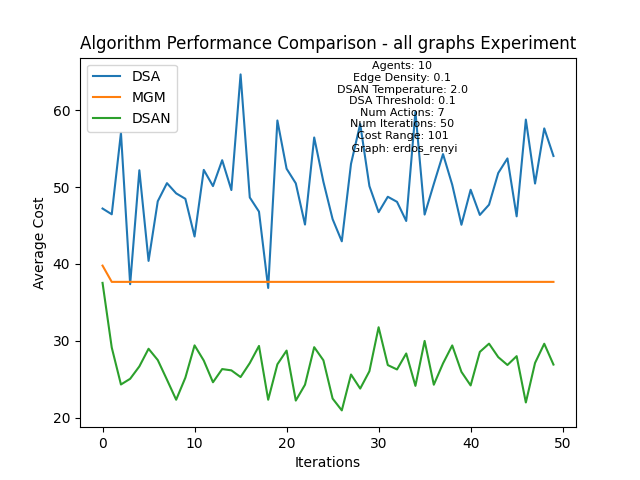 Algorithm Performance Comparison - all graphs Experiment
DSA
MGM
DSAN
Agents: 10
Edge Density: 0.1
DSAN Temperature: 2.0
DSA Threshold: 0.1
Num Actions: 7
Num Iterations: 50
Cost Range: 101
Graph: erdos_renyi
Average Cost
60
50
40
30
20
0 10 20 30 40 50
Iterations